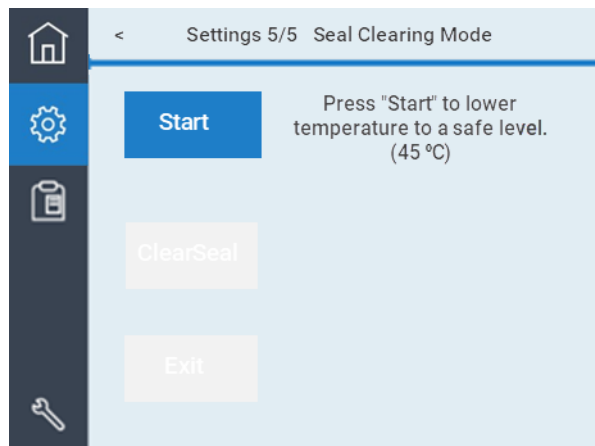 < Settings 5/5 Seal Clearing Mode
Start
Press "Start" to lower
temperature to a safe level.
(45 ºC)
ClearSeal
Exit